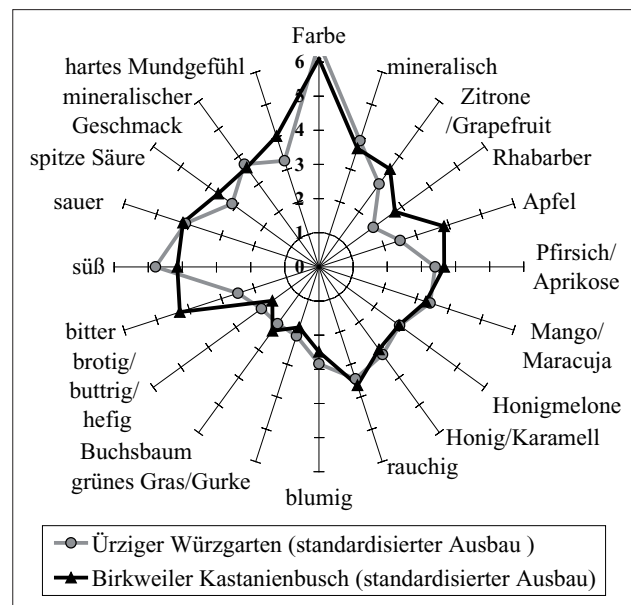 Farbe
6
5
4
3
2
1
0
mineralisch
Zitrone
/Grapefruit
Rhabarber
Apfel
Pfirsich/
Aprikose
Mango/
Maracuja
Honigmelone
Honig/Karamell
rauchig
blumig
grünes Gras/Gurke
Buchsbaum
brotig/
buttrig/
hefig
bitter
süß
sauer
spitze Säure
mineralischer
Geschmack
hartes Mundgefühl
Ürziger Würzgarten (standardisierter Ausbau )
Birkweiler Kastanienbusch (standardisierter Ausbau)